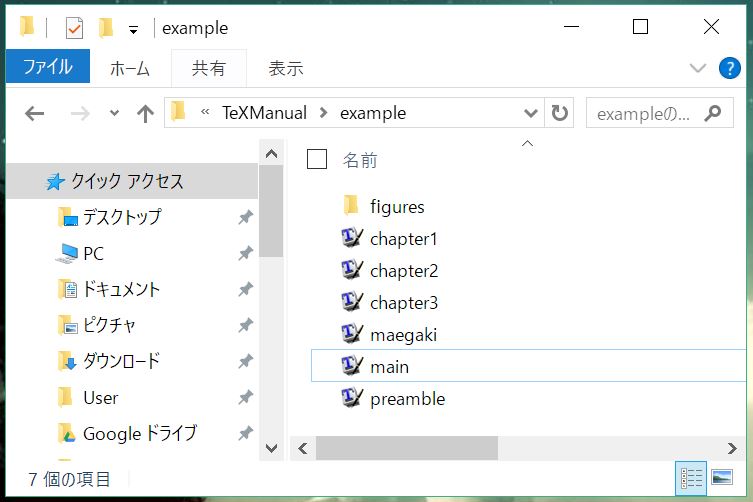 example
ファイル ホーム 共有 表示
« TeXManual > example exampleの...
クイック アクセス
デスクトップ
PC
ドキュメント
ピクチャ
ダウンロード
User
Google ドライブ
名前
figures
chapter1
chapter2
chapter3
maegaki
main
preamble
7 個の項目